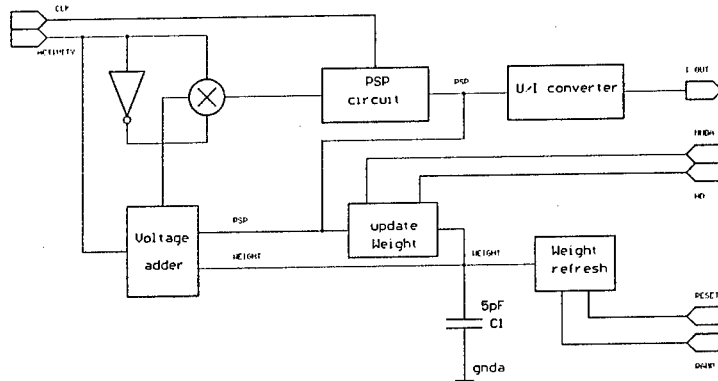 CLK
ACTIVITY
I OUT
PSP
circuit
PSP
U/I converter
PSP
update
Weight
Voltage
adder
WEIGHT
WEIGHT
Weight
refresh
5pF
C1
gnda
RESET
RAMP